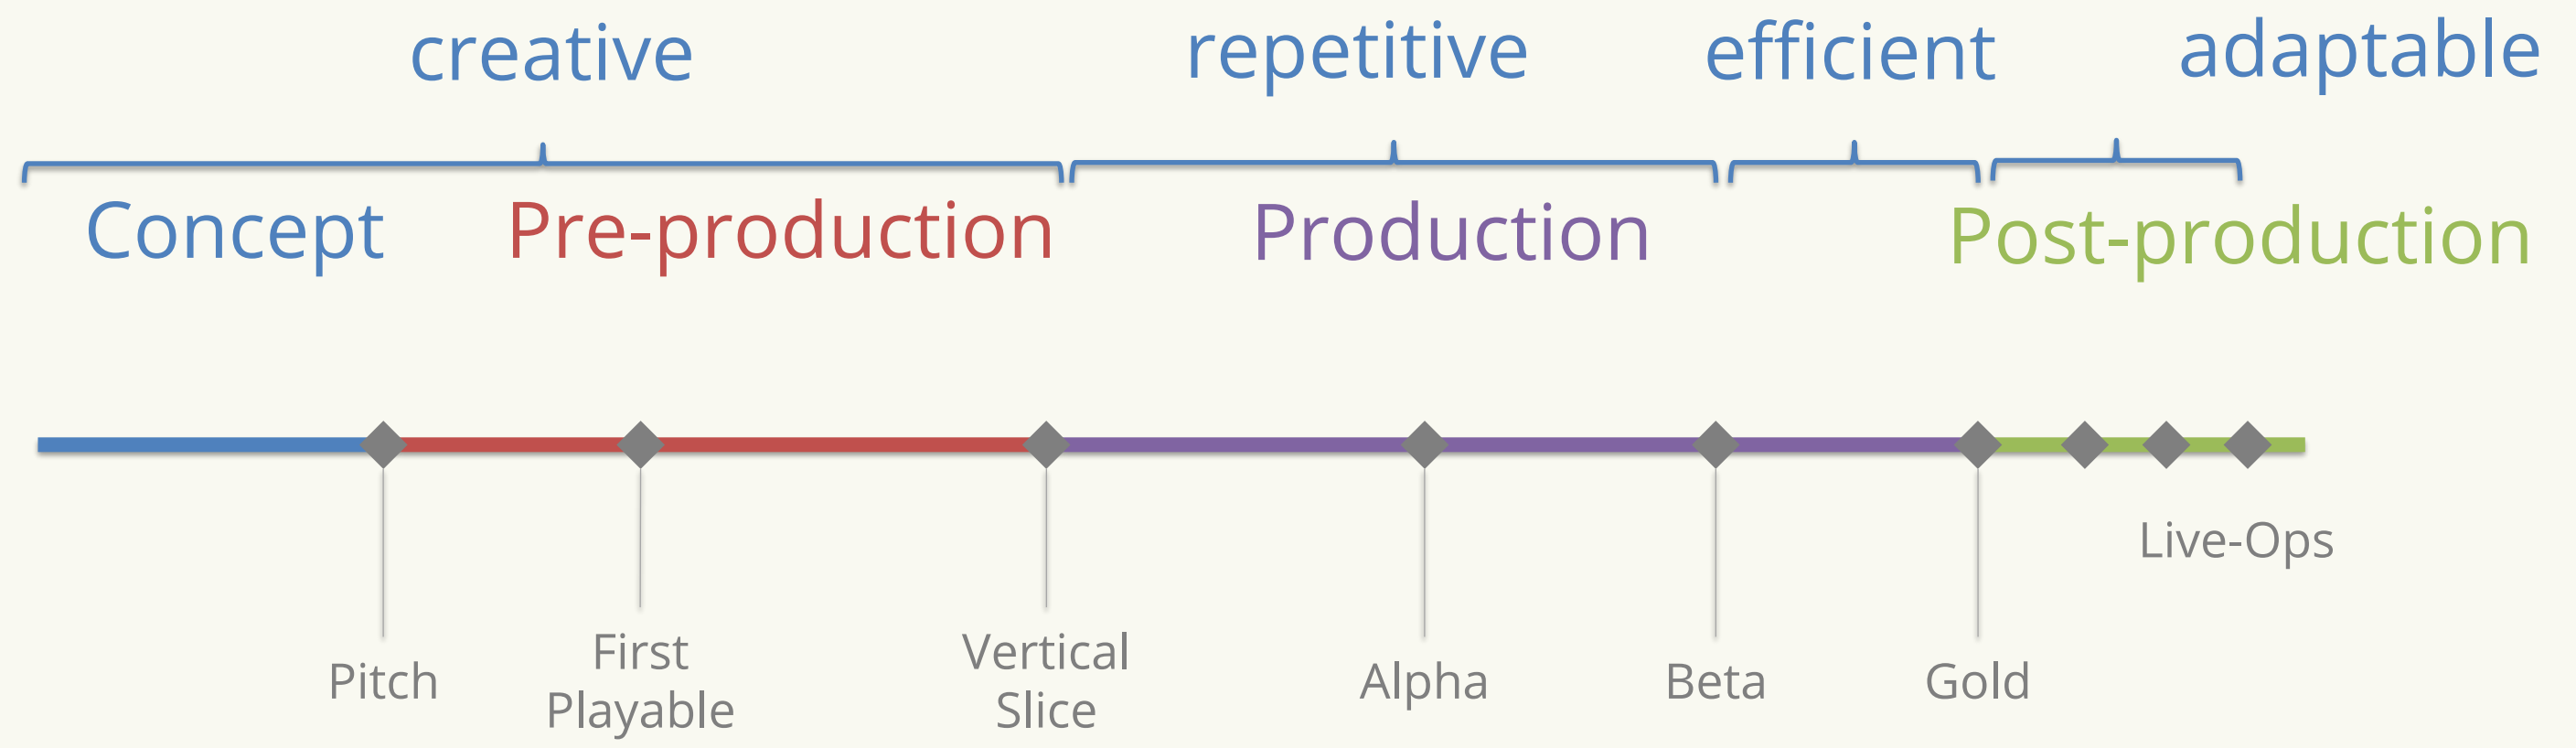 creative
repetitive
efficient
adaptable
Concept
Pre-production
Production
Post-production
Live-Ops
Pitch
First
Playable
Vertical
Slice
Alpha
Beta
Gold